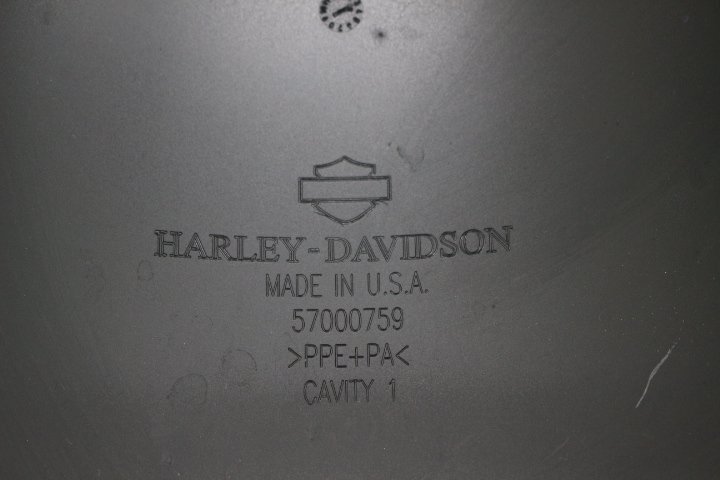 HARLEY-DAVIDSON
MADE IN U.S.A.
57000759
>PPE+PA<
CAVITY 1